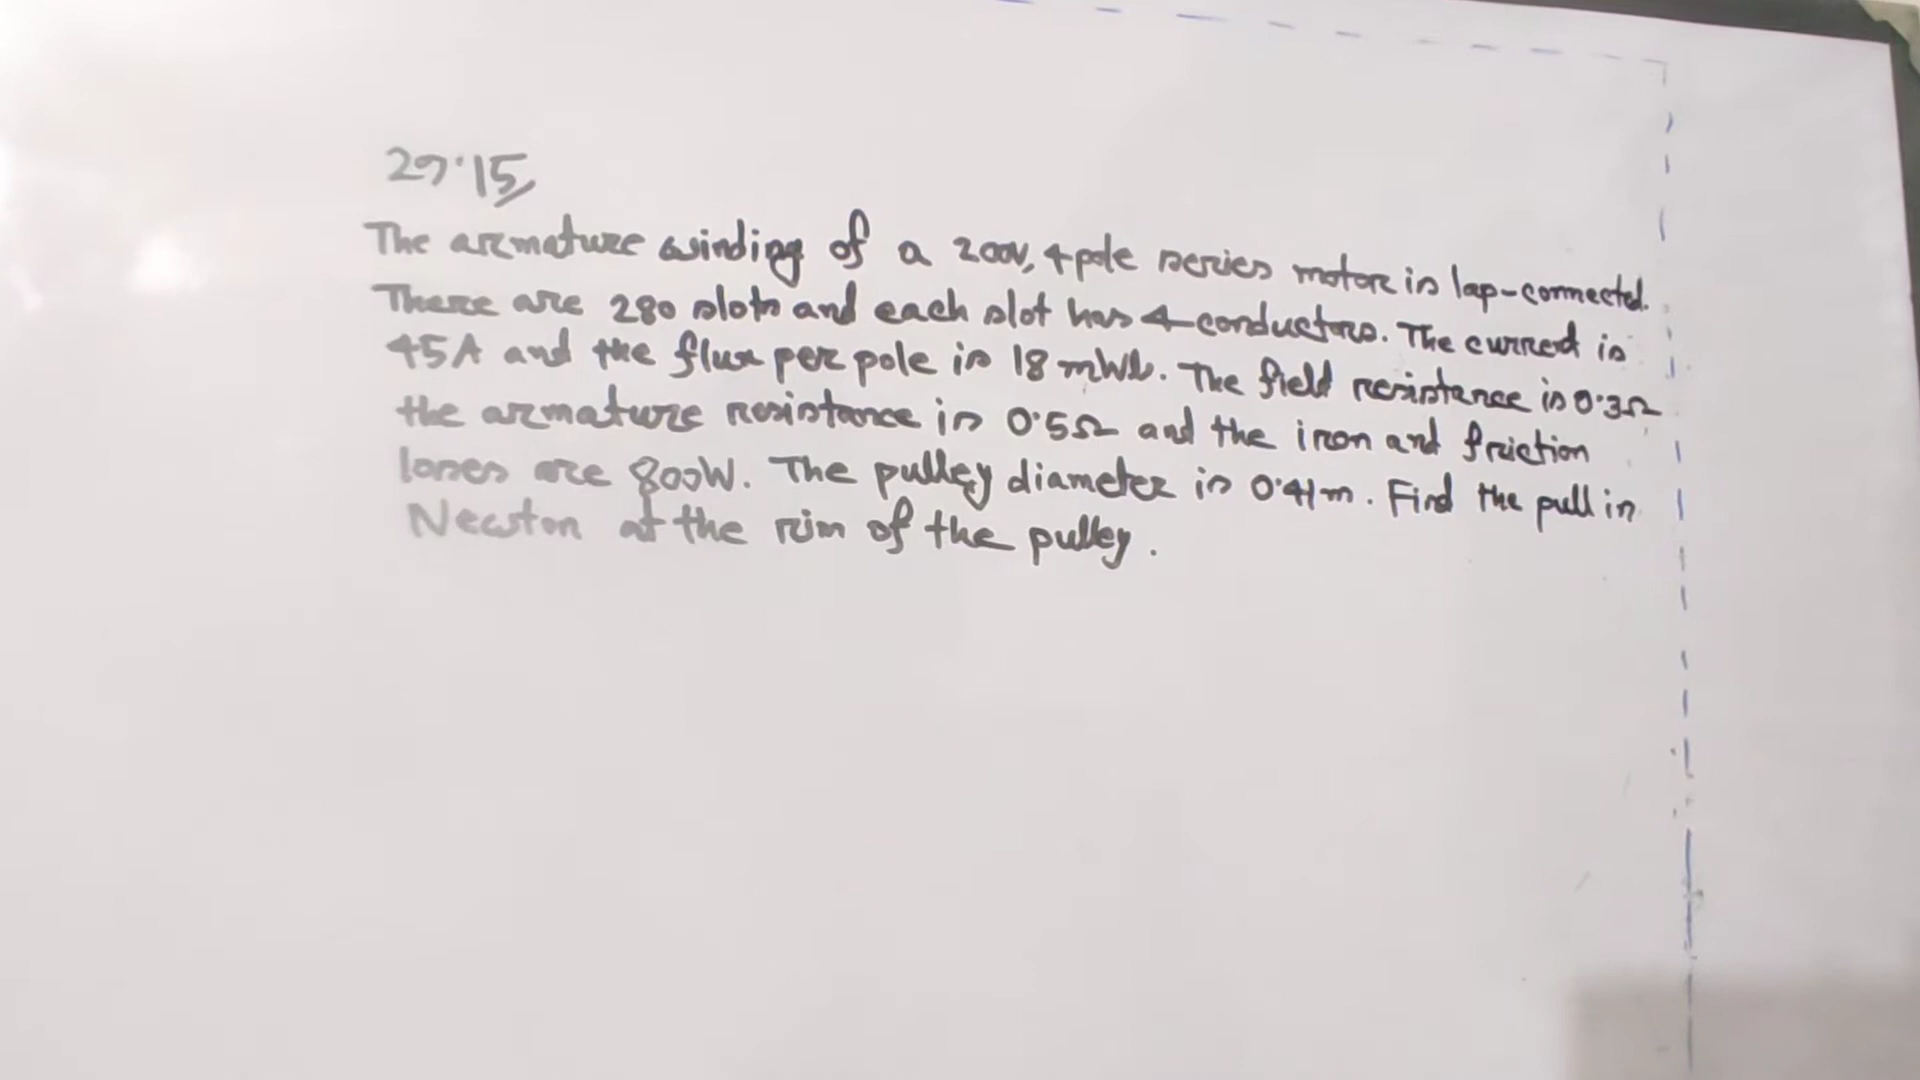 29.15
The armature winding of a 200V, 4 pole series motor is lap-connected.
There are 280 slots and each slot has 4 conductors. The current is
45A and the flux per pole is 18 mWb. The field resistance is 0.3Ω
the armature resistance is 0.5Ω and the iron and friction
losses are 800W. The pulley diameter is 0.41m. Find the pull in
Newton at the rim of the pulley.